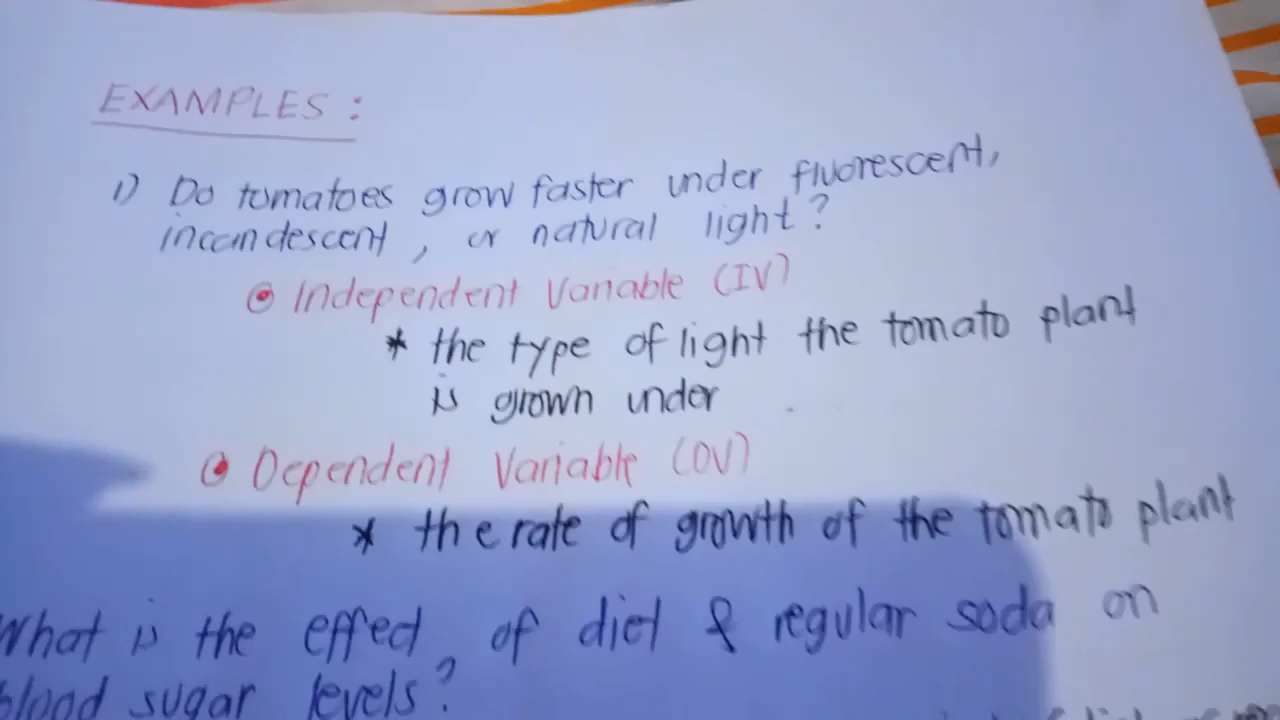 EXAMPLES :
1) Do tomatoes grow faster under fluorescent,
incandescent, or natural light?
Independent Variable (IV)
* the type of light the tomato plant
is grown under
Dependent Variable (DV)
* the rate of growth of the tomato plant
What is the effect of diet & regular soda on
blood sugar levels?